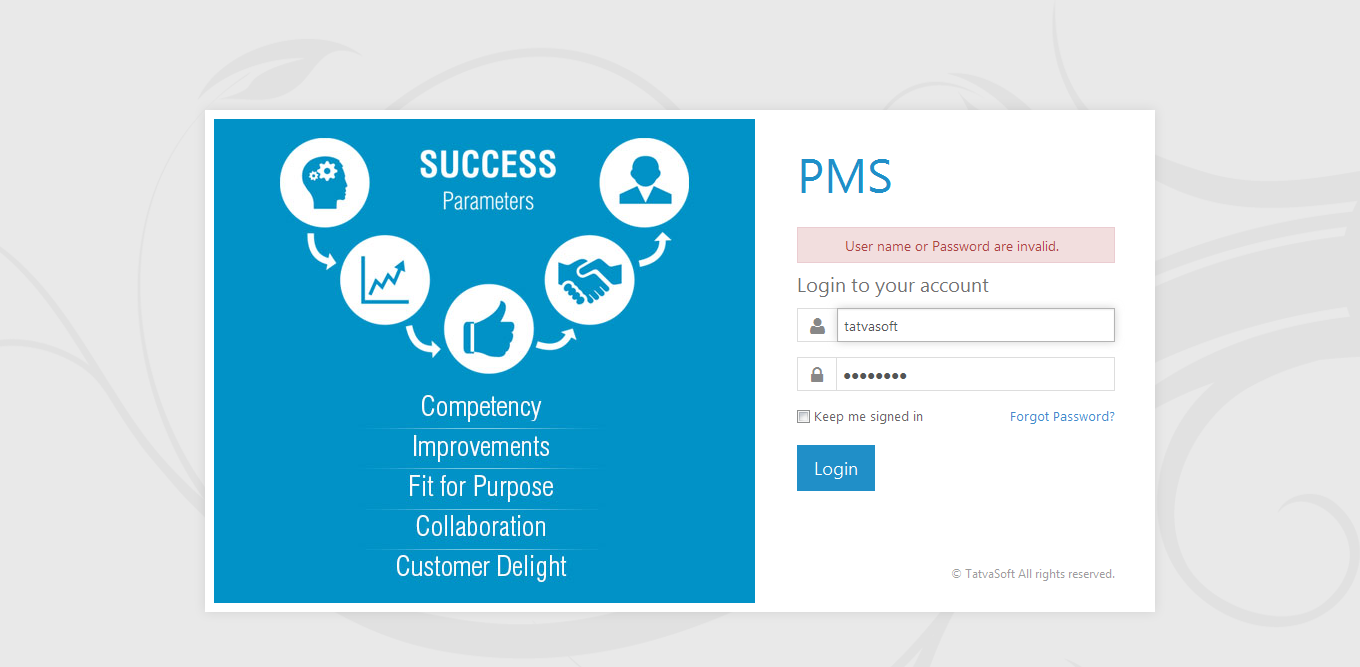 SUCCESS
Parameters
Competency
Improvements
Fit for Purpose
Collaboration
Customer Delight
PMS
User name or Password are invalid.
Login to your account
tatvasoft
••••••••
Keep me signed in
Forgot Password?
Login
© TatvaSoft All rights reserved.